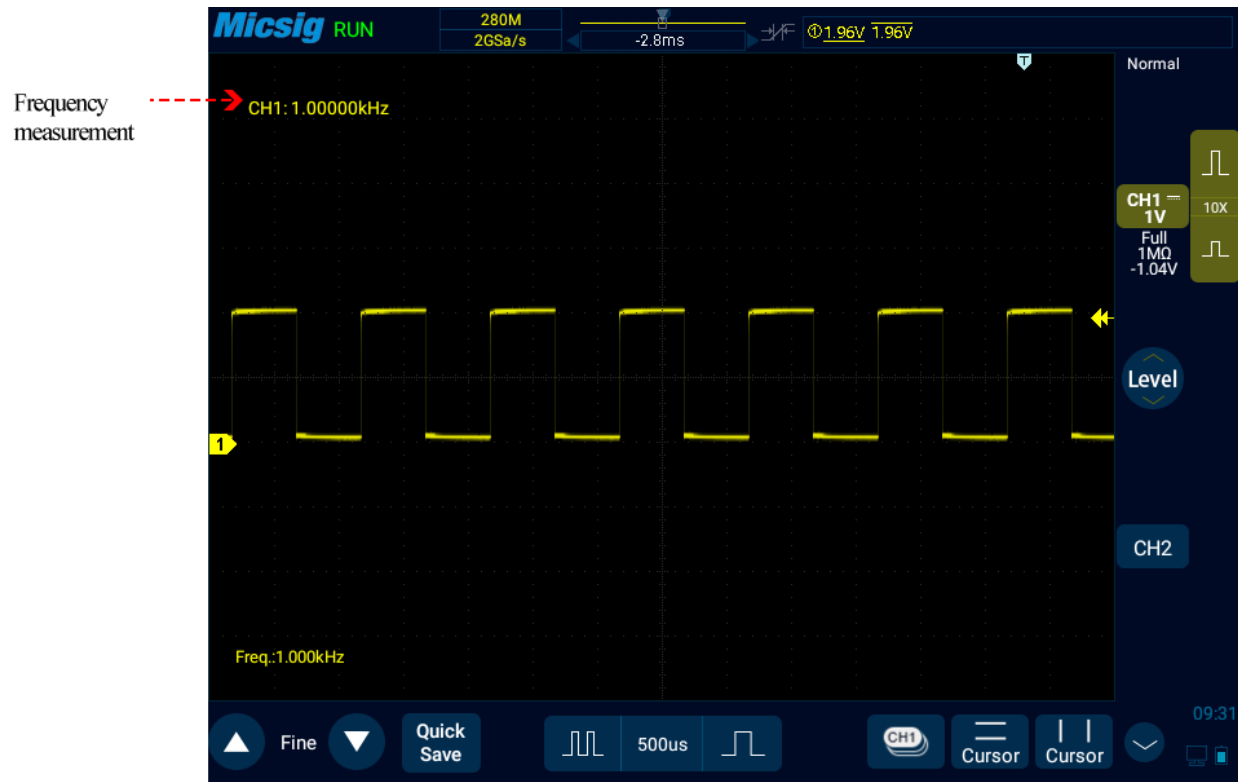 Micsig RUN
280M
2GSa/s
-2.8ms
①1.96V 1.96V
T
Normal
Frequency
measurement
CH1: 1.00000kHz
CH1
1V
10X
Full
1MΩ
-1.04V
Level
1
CH2
Freq.:1.000kHz
09:31
Fine
Quick
Save
500us
CH1
Cursor
Cursor